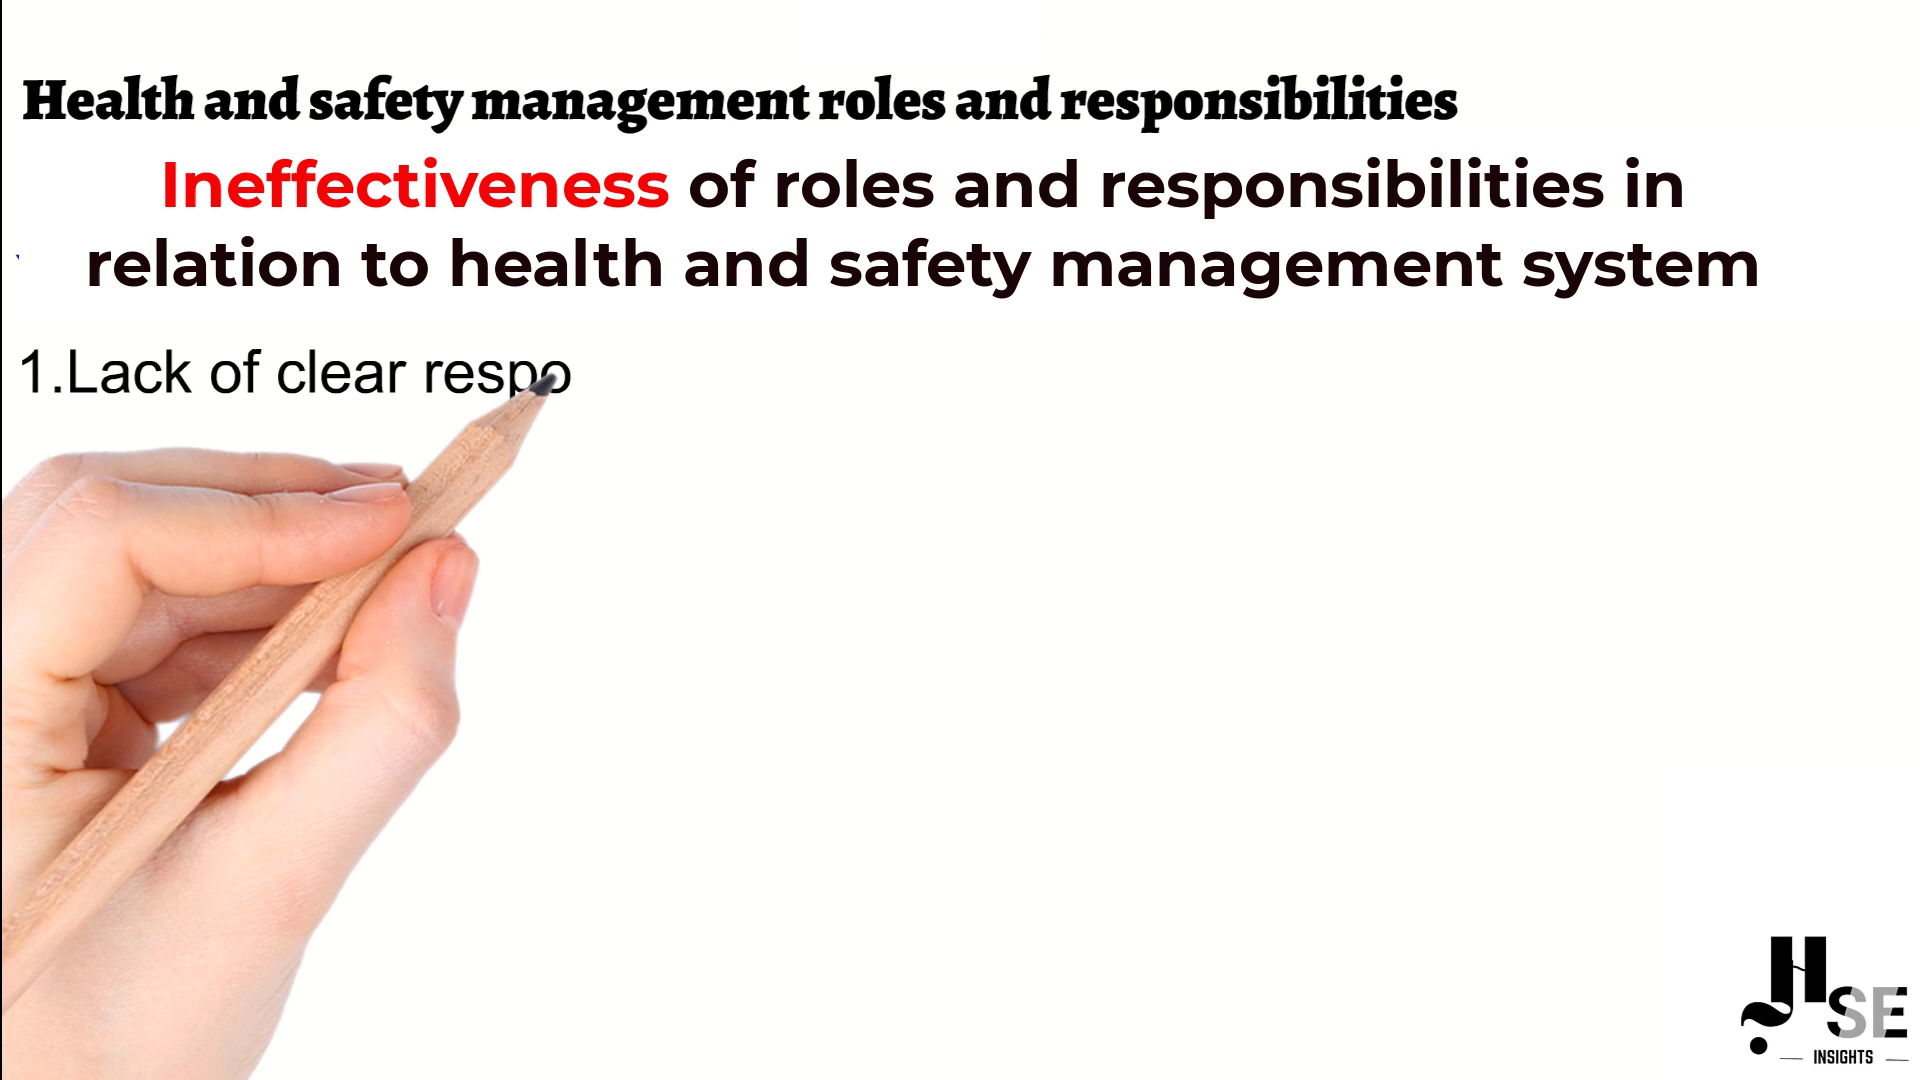 Health and safety management roles and responsibilities
Ineffectiveness of roles and responsibilities in
relation to health and safety management system
1.Lack of clear respo
HSE
INSIGHTS